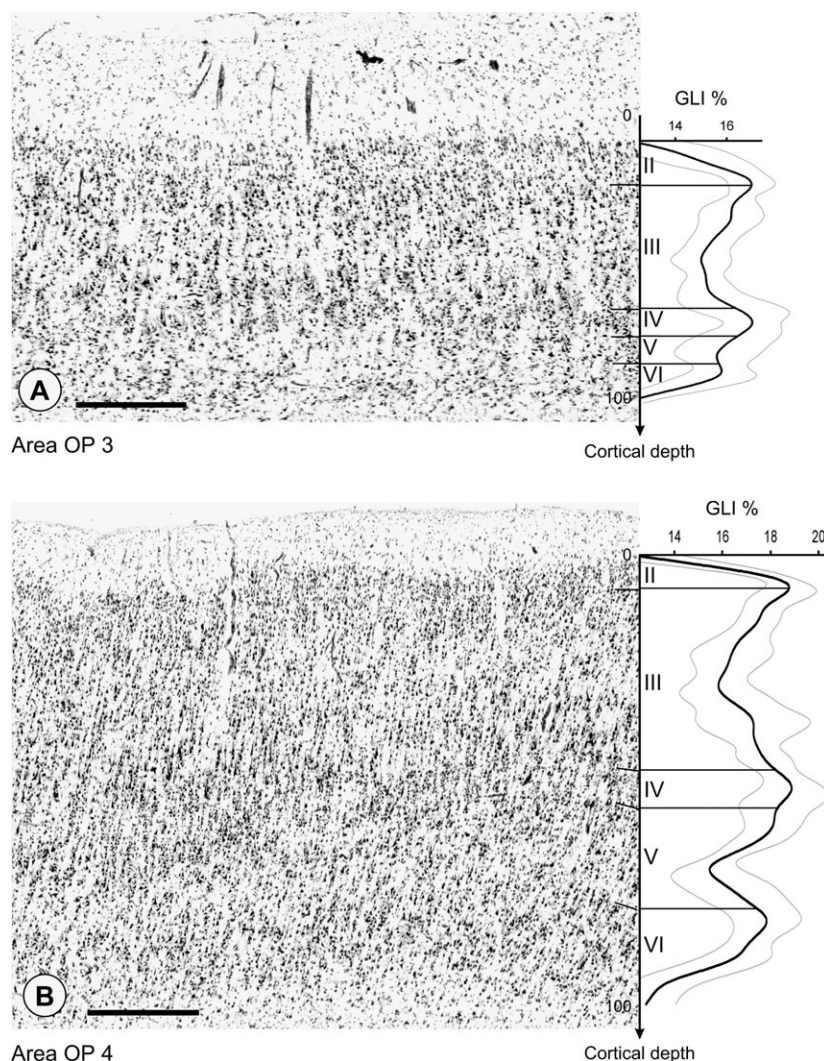 GLI %
0
14 16
II
III
IV
V
VI
A
100
Area OP 3
Cortical depth
GLI %
14 16 18 20
0
II
III
IV
V
VI
B
100
Area OP 4
Cortical depth